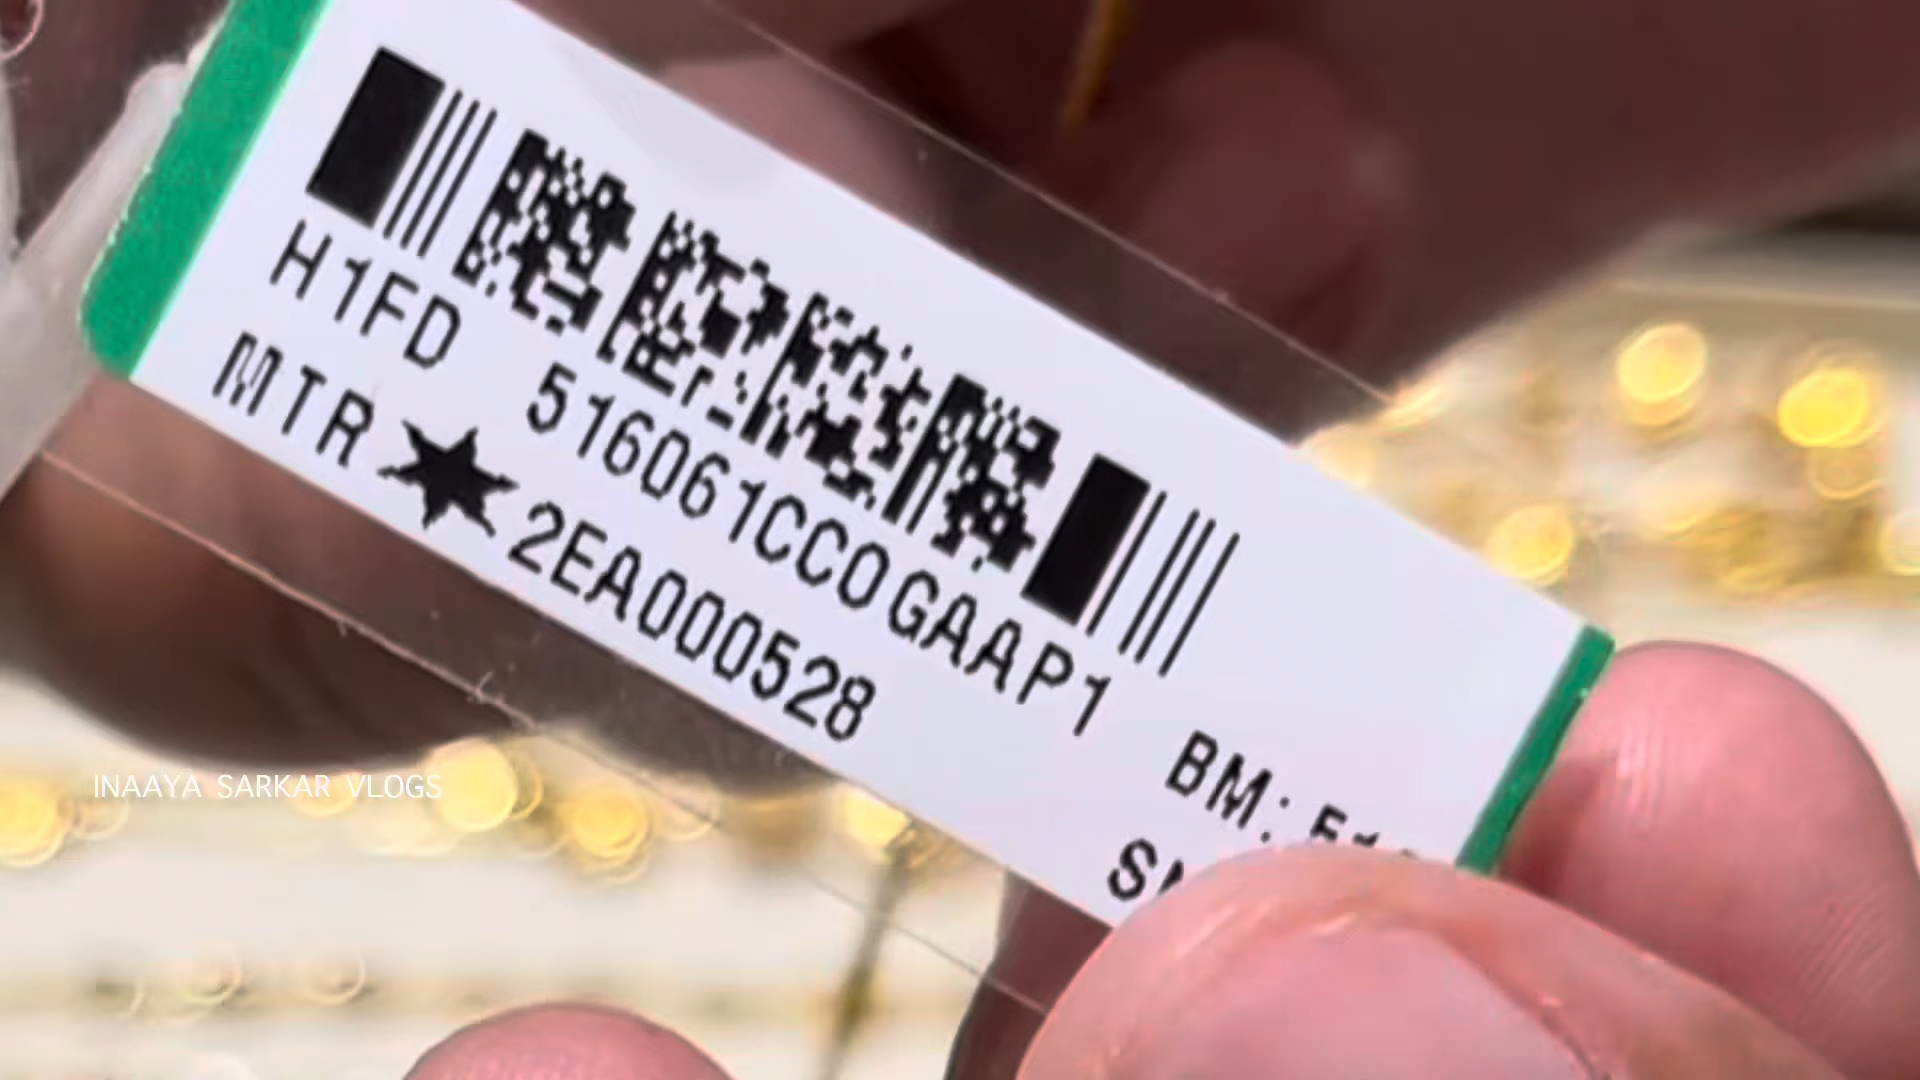 H1FD 516061CC0GAAP1 BM:
MTR 2EA000528
INAAYA SARKAR VLOGS